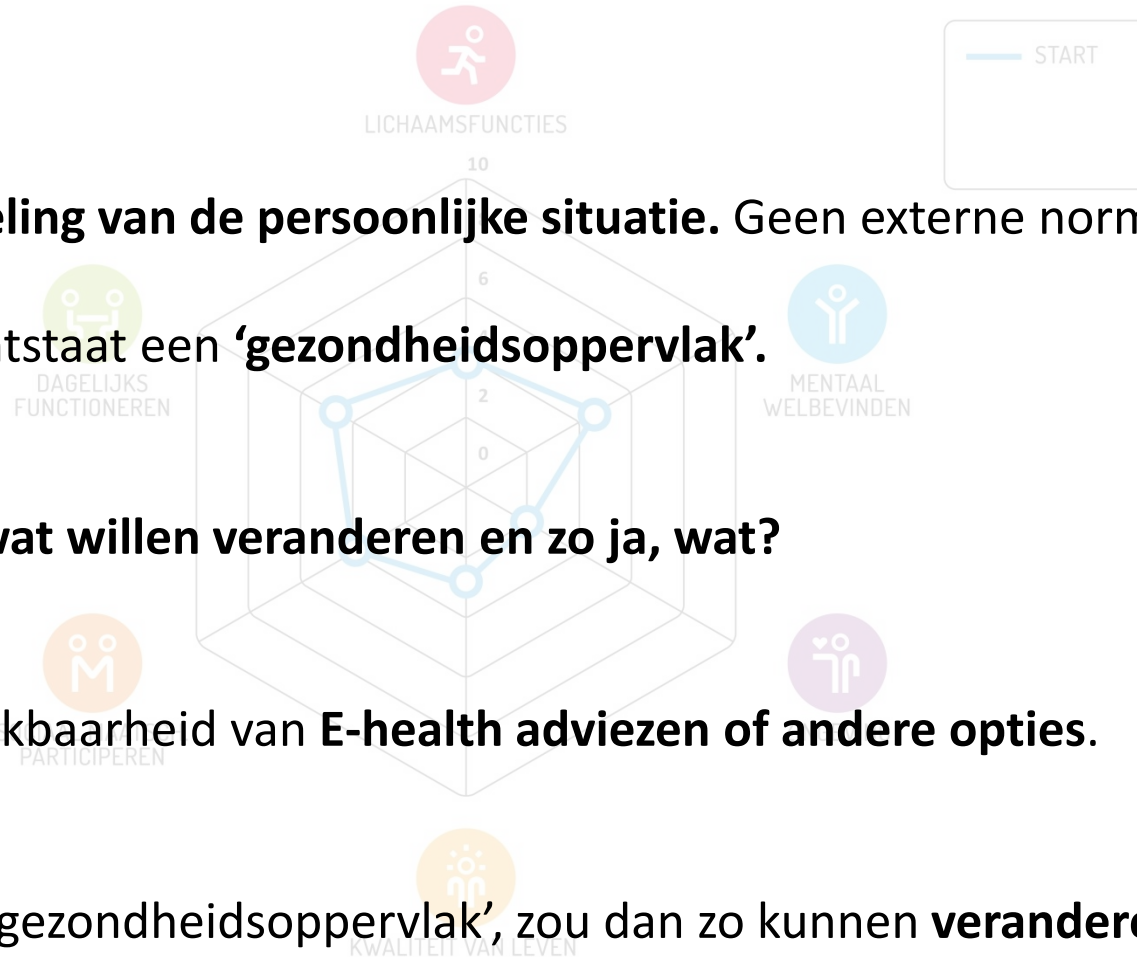 START
LICHAAMSFUNCTIES
10
eling van de persoonlijke situatie. Geen externe norm
6
tstaat een ‘gezondheidsoppervlak’.
DAGELIJKS
FUNCTIONEREN
MENTAAL
WELBEVINDEN
2
0
wat willen veranderen en zo ja, wat?
kbaarheid van E-health adviezen of andere opties.
PARTICIPEREN
gezondheidsoppervlak’, zou dan zo kunnen verandere
KWALITEIT VAN LEVEN